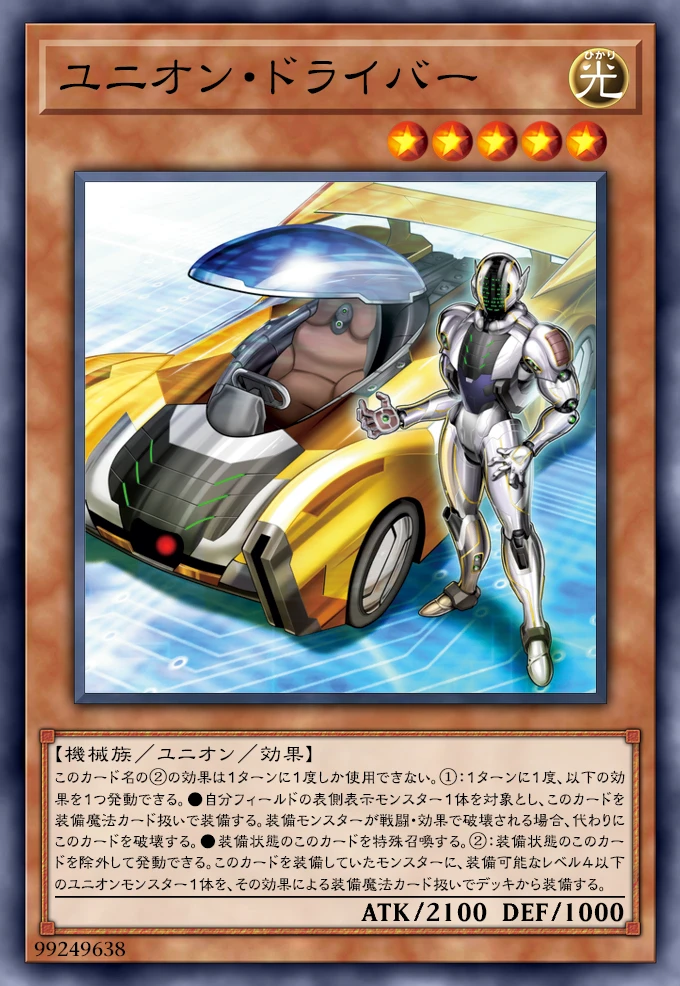 ユニオン・ドライバー
ひかり
光
【機械族／ユニオン／効果】
このカード名の②の効果は1ターンに1度しか使用できない。①：1ターンに1度、以下の効
果を1つ発動できる。●自分フィールドの表側表示モンスター1体を対象とし、このカードを
装備魔法カード扱いで装備する。装備モンスターが戦闘・効果で破壊される場合、代わりに
このカードを破壊する。●装備状態のこのカードを特殊召喚する。②：装備状態のこのカー
ドを除外して発動できる。このカードを装備していたモンスターに、装備可能なレベル4以下
のユニオンモンスター1体を、その効果による装備魔法カード扱いでデッキから装備する。
ATK/2100 DEF/1000
99249638